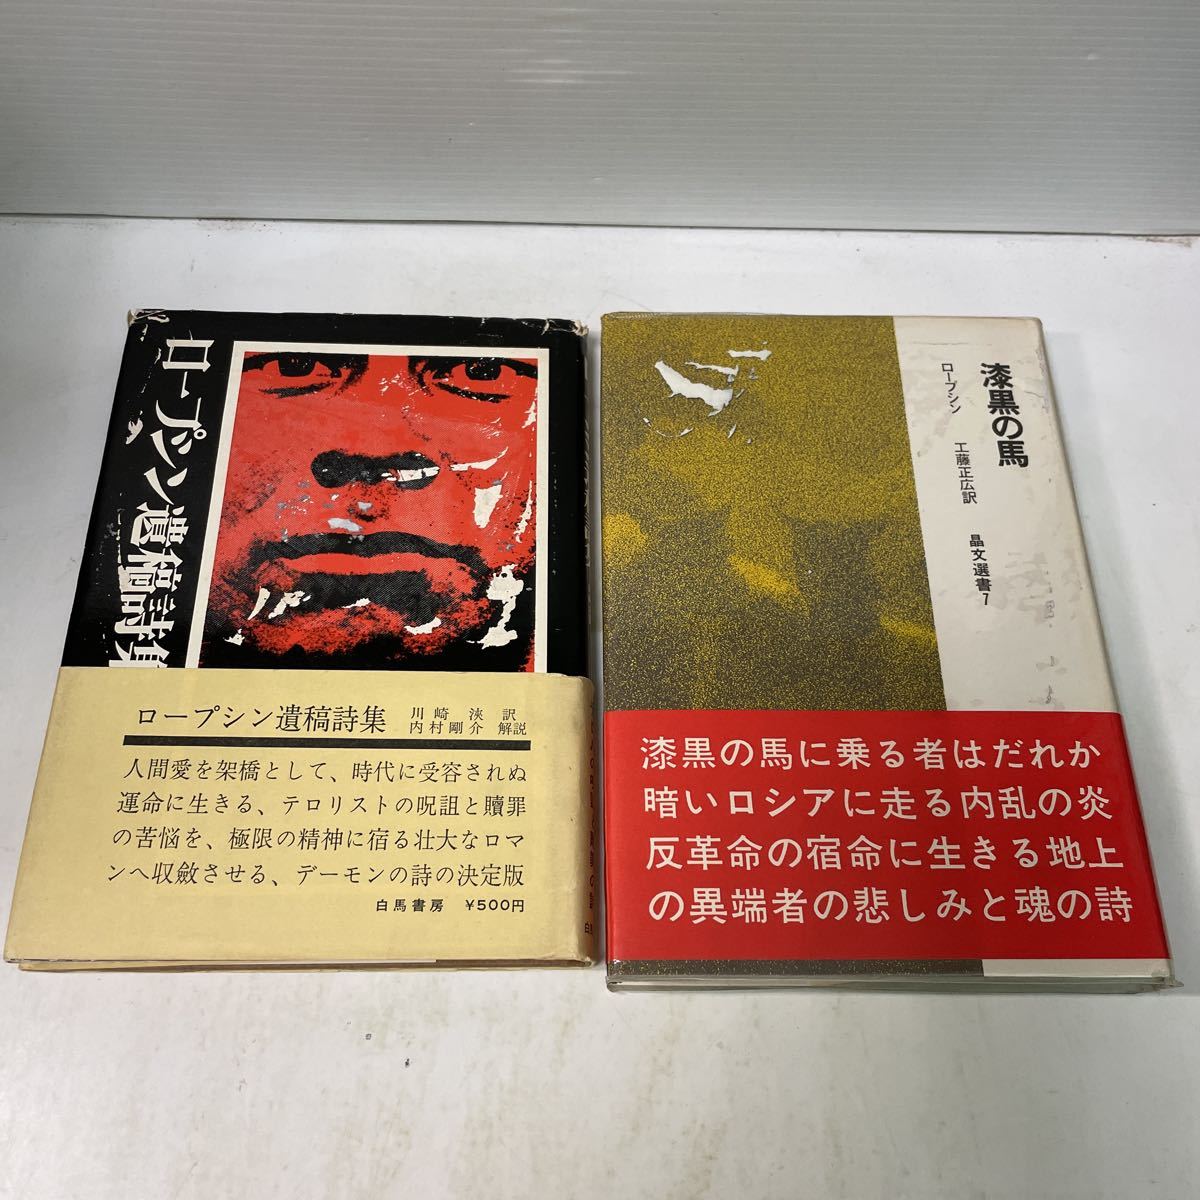 ロープシン遺稿詩集
ロープシン遺稿詩集
川崎浹訳
内村剛介 解説
人間愛を架橋として、時代に受容されぬ
運命に生きる、テロリストの呪詛と贖罪
の苦悩を、極限の精神に宿る壮大なロマ
ンへ収斂させる、デーモンの詩の決定版
白馬書房 ¥500円
漆黒の馬
ロープシン
工藤正広訳
晶文選書7
漆黒の馬に乗る者はだれか
暗いロシアに走る内乱の炎
反革命の宿命に生きる地上
の異端者の悲しみと魂の詩